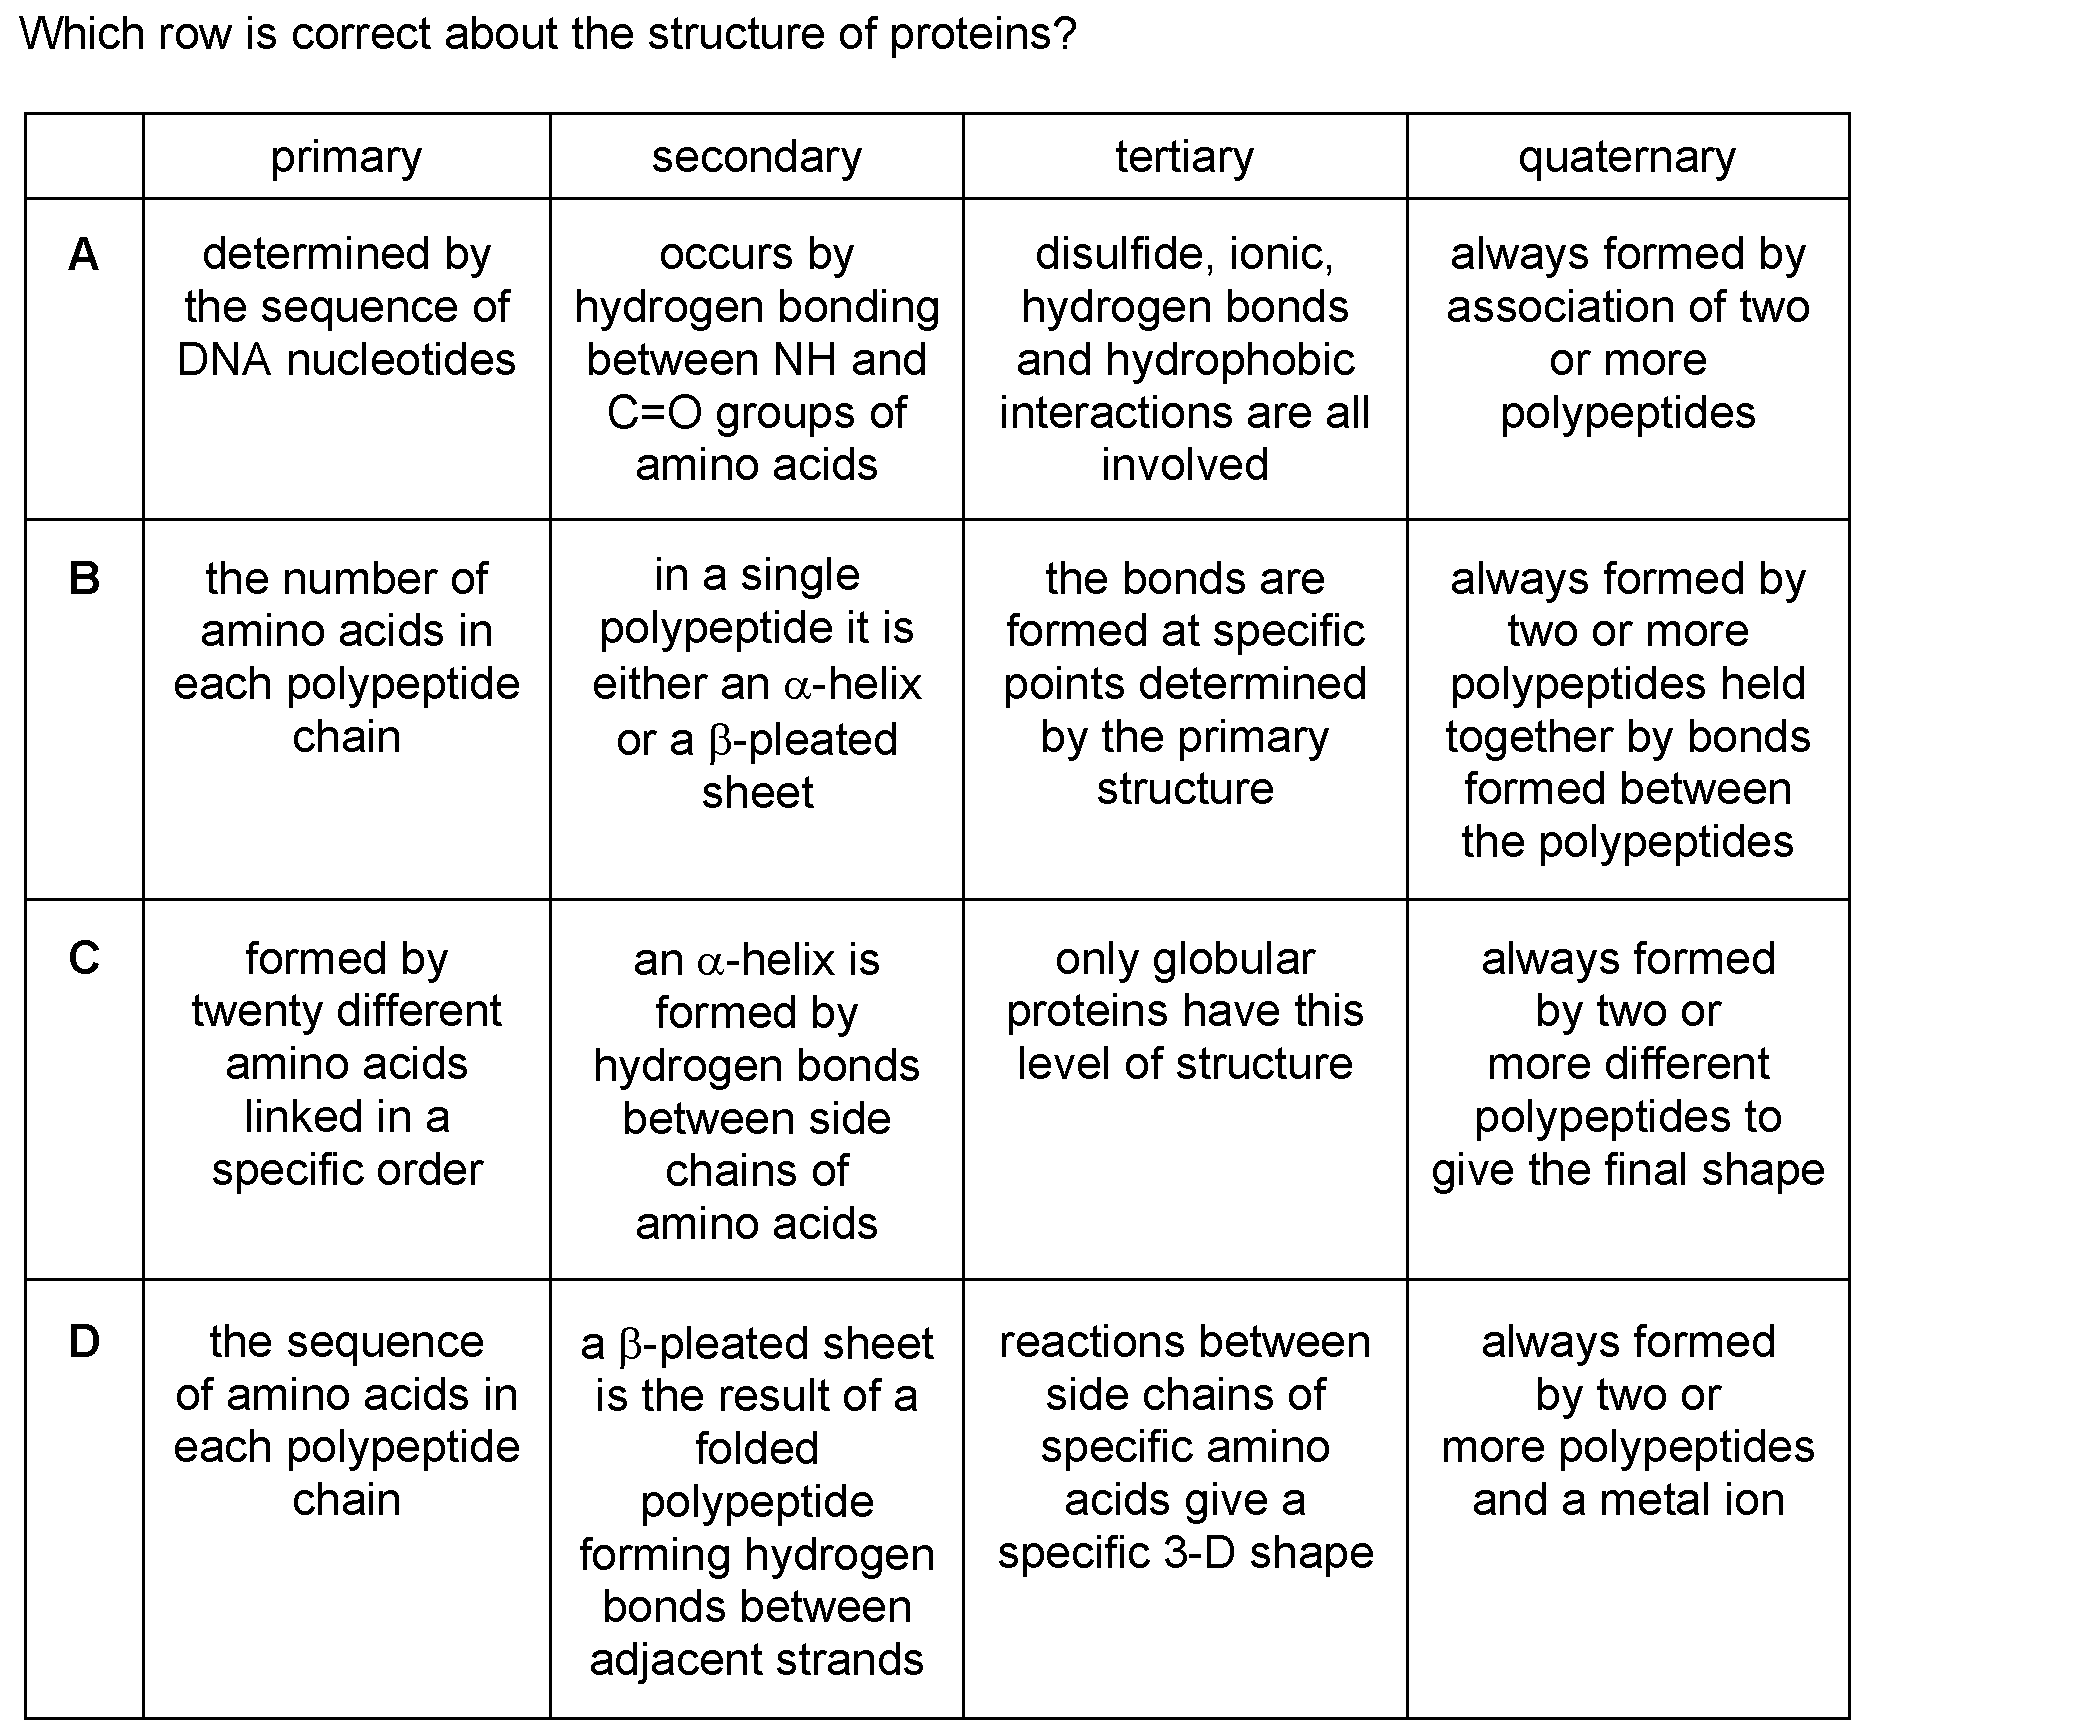 Which row is correct about the structure of proteins?
primary secondary tertiary quaternary
A
determined by
the sequence of
DNA nucleotides
occurs by
hydrogen bonding
between NH and
C=O groups of
amino acids
disulfide, ionic,
hydrogen bonds
and hydrophobic
interactions are all
involved
always formed by
association of two
or more
polypeptides
B
the number of
amino acids in
each polypeptide
chain
in a single
polypeptide it is
either an α-helix
or a β-pleated
sheet
the bonds are
formed at specific
points determined
by the primary
structure
always formed by
two or more
polypeptides held
together by bonds
formed between
the polypeptides
C
formed by
twenty different
amino acids
linked in a
specific order
an α-helix is
formed by
hydrogen bonds
between side
chains of
amino acids
only globular
proteins have this
level of structure
always formed
by two or
more different
polypeptides to
give the final shape
D
the sequence
of amino acids in
each polypeptide
chain
a β-pleated sheet
is the result of a
folded
polypeptide
forming hydrogen
bonds between
adjacent strands
reactions between
side chains of
specific amino
acids give a
specific 3-D shape
always formed
by two or
more polypeptides
and a metal ion